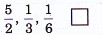 5/2, 1/3, 1/6 □